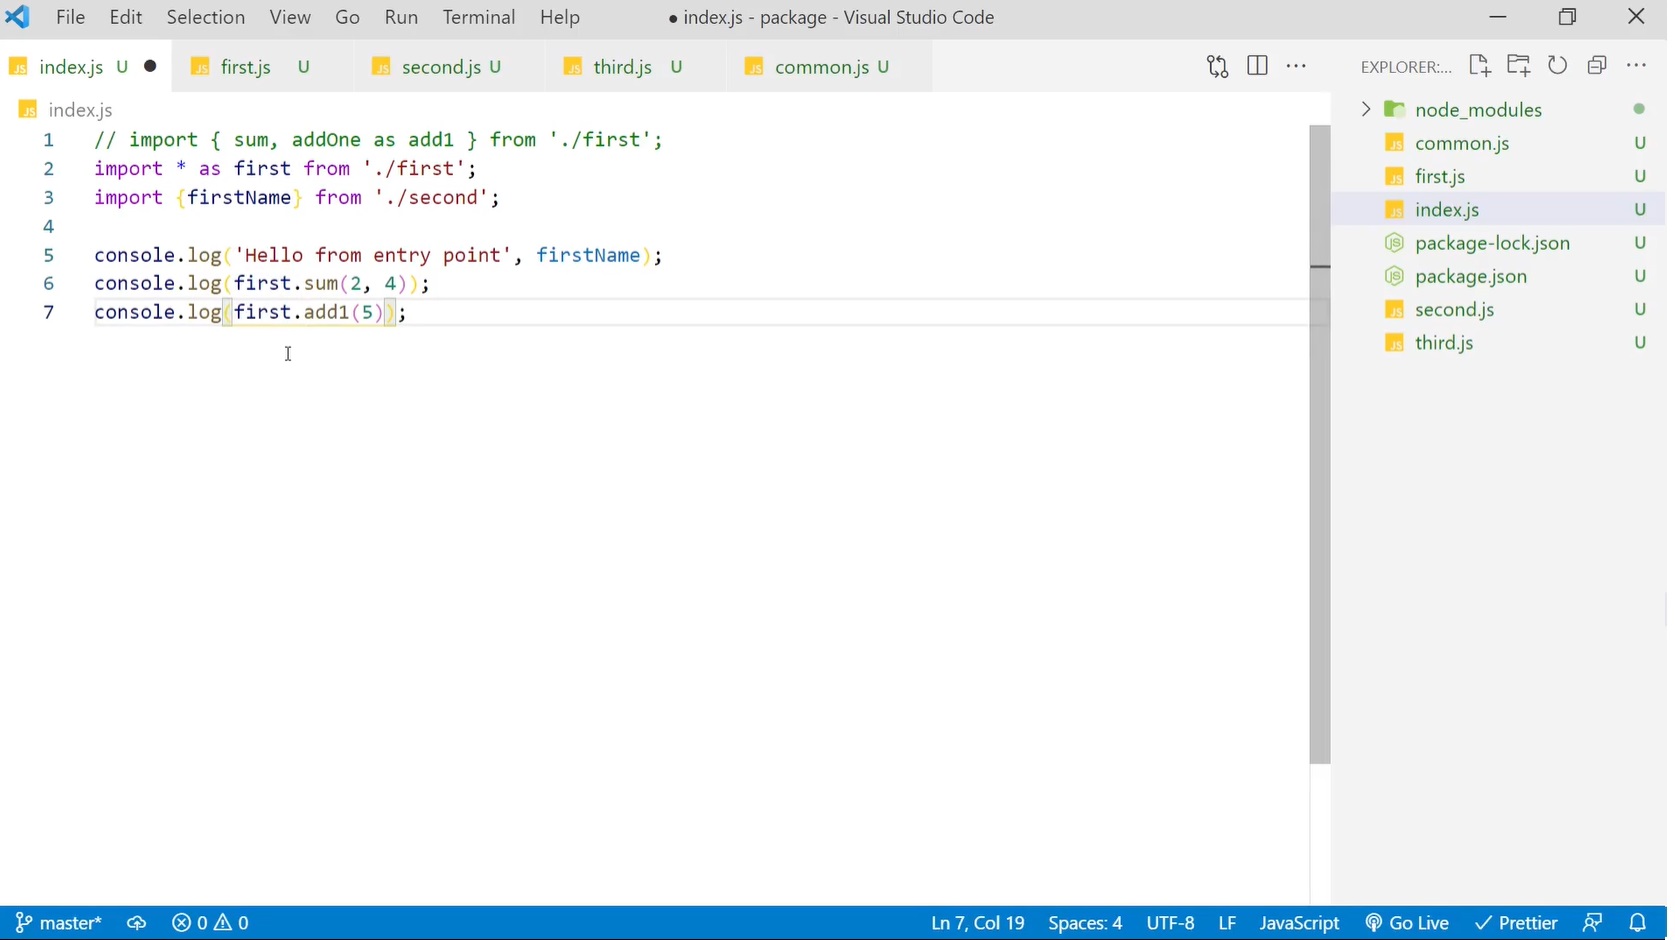 File Edit Selection View Go Run Terminal Help ● index.js - package - Visual Studio Code
index.js U first.js U second.js U third.js U common.js U
EXPLORER:...
index.js
1 // import { sum, addOne as add1 } from './first';
2 import * as first from './first';
3 import {firstName} from './second';
4
5 console.log('Hello from entry point', firstName);
6 console.log(first.sum(2, 4));
7 console.log(first.add1(5));
node_modules
common.js U
first.js U
index.js U
package-lock.json U
package.json U
second.js U
third.js U
master* 0 0 Ln 7, Col 19 Spaces: 4 UTF-8 LF JavaScript Go Live Prettier